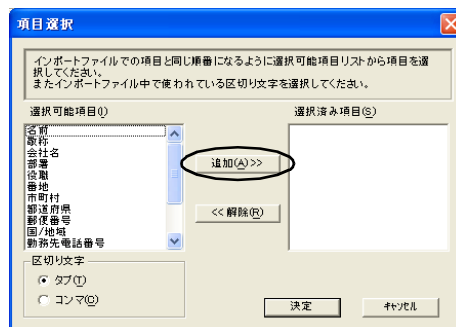 項目選択
インポートファイルでの項目と同じ順番になるように選択可能項目リストから項目を選
択してください。
またインポートファイル中で使われている区切り文字を選択してください。
選択可能項目(I)
選択済み項目(S)
名前
敬称
会社名
部署
役職
番地
市町村
都道府県
郵便番号
国/地域
勤務先電話番号
追加(A)>>
<<解除(R)
区切り文字
タブ(T)
コンマ(C)
決定
キャンセル